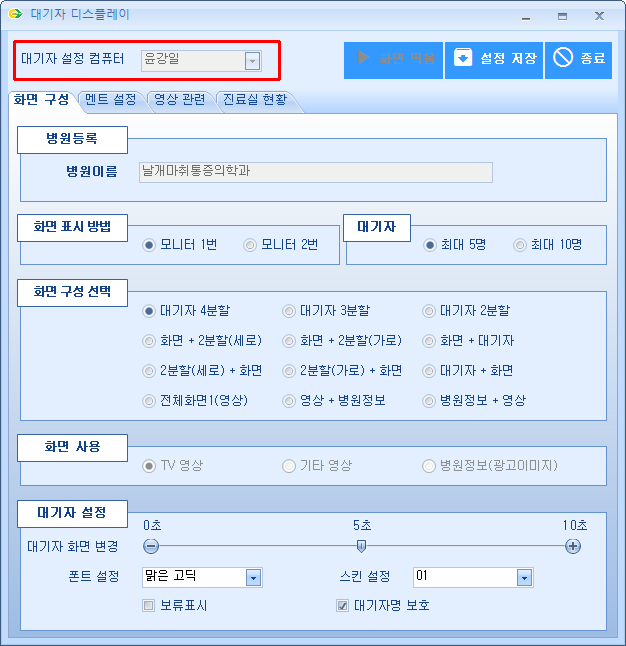 대기자 디스플레이
대기자 설정 컴퓨터 윤강일 화면 적용 설정 저장 종료
화면 구성 멘트 설정 영상 관련 진료실 현황
병원등록
병원이름 날개마취통증의학과
화면 표시 방법 대기자
모니터 1번 모니터 2번 최대 5명 최대 10명
화면 구성 선택
대기자 4분할 대기자 3분할 대기자 2분할
화면 + 2분할(세로) 화면 + 2분할(가로) 화면 + 대기자
2분할(세로) + 화면 2분할(가로) + 화면 대기자 + 화면
전체화면1(영상) 영상 + 병원정보 병원정보 + 영상
화면 사용
TV 영상 기타 영상 병원정보(광고이미지)
대기자 설정
0초 5초 10초
대기자 화면 변경
폰트 설정 맑은 고딕 스킨 설정 01
보류표시 대기자명 보호